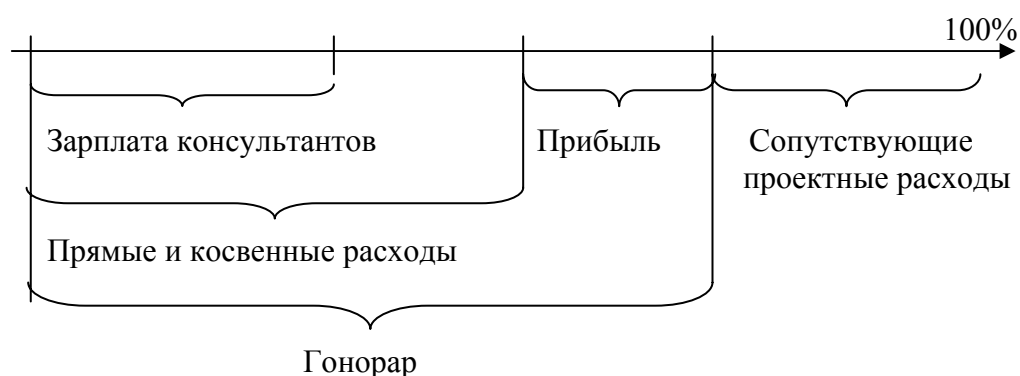 100%
Зарплата консультантов
Прибыль
Сопутствующие
проектные расходы
Прямые и косвенные расходы
Гонорар